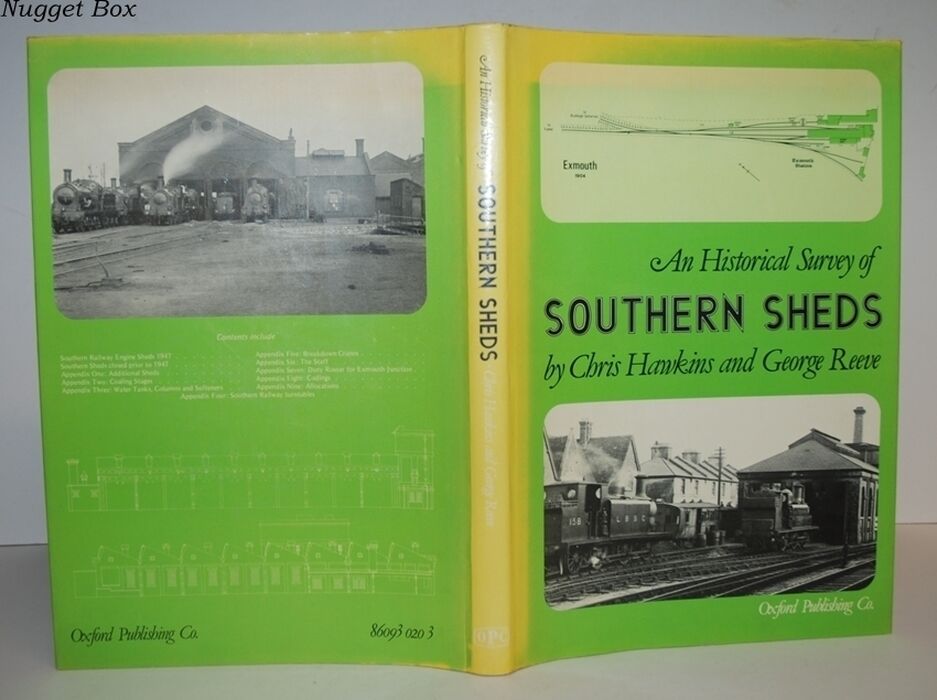 Nugget Box
Contents include
Southern Railway Engine Sheds 1947
Southern Sheds closed prior to 1947
Appendix One: Additional Sheds
Appendix Two: Coaling Stages
Appendix Three: Water Tanks, Columns and Softeners
Appendix Four: Southern Railway turntables
Appendix Five: Breakdown Cranes
Appendix Six: The Staff
Appendix Seven: Duty Roster for Exmouth Junction
Appendix Eight: Codings
Appendix Nine: Allocations
Oxford Publishing Co.
86093 020 3
An Historical Survey of
SOUTHERN SHEDS
Chris Hawkins and George Reeve
OPC
Exmouth
1904
Exmouth
Station
An Historical Survey of
SOUTHERN SHEDS
by Chris Hawkins and George Reeve
158
L B S C
Oxford Publishing Co.